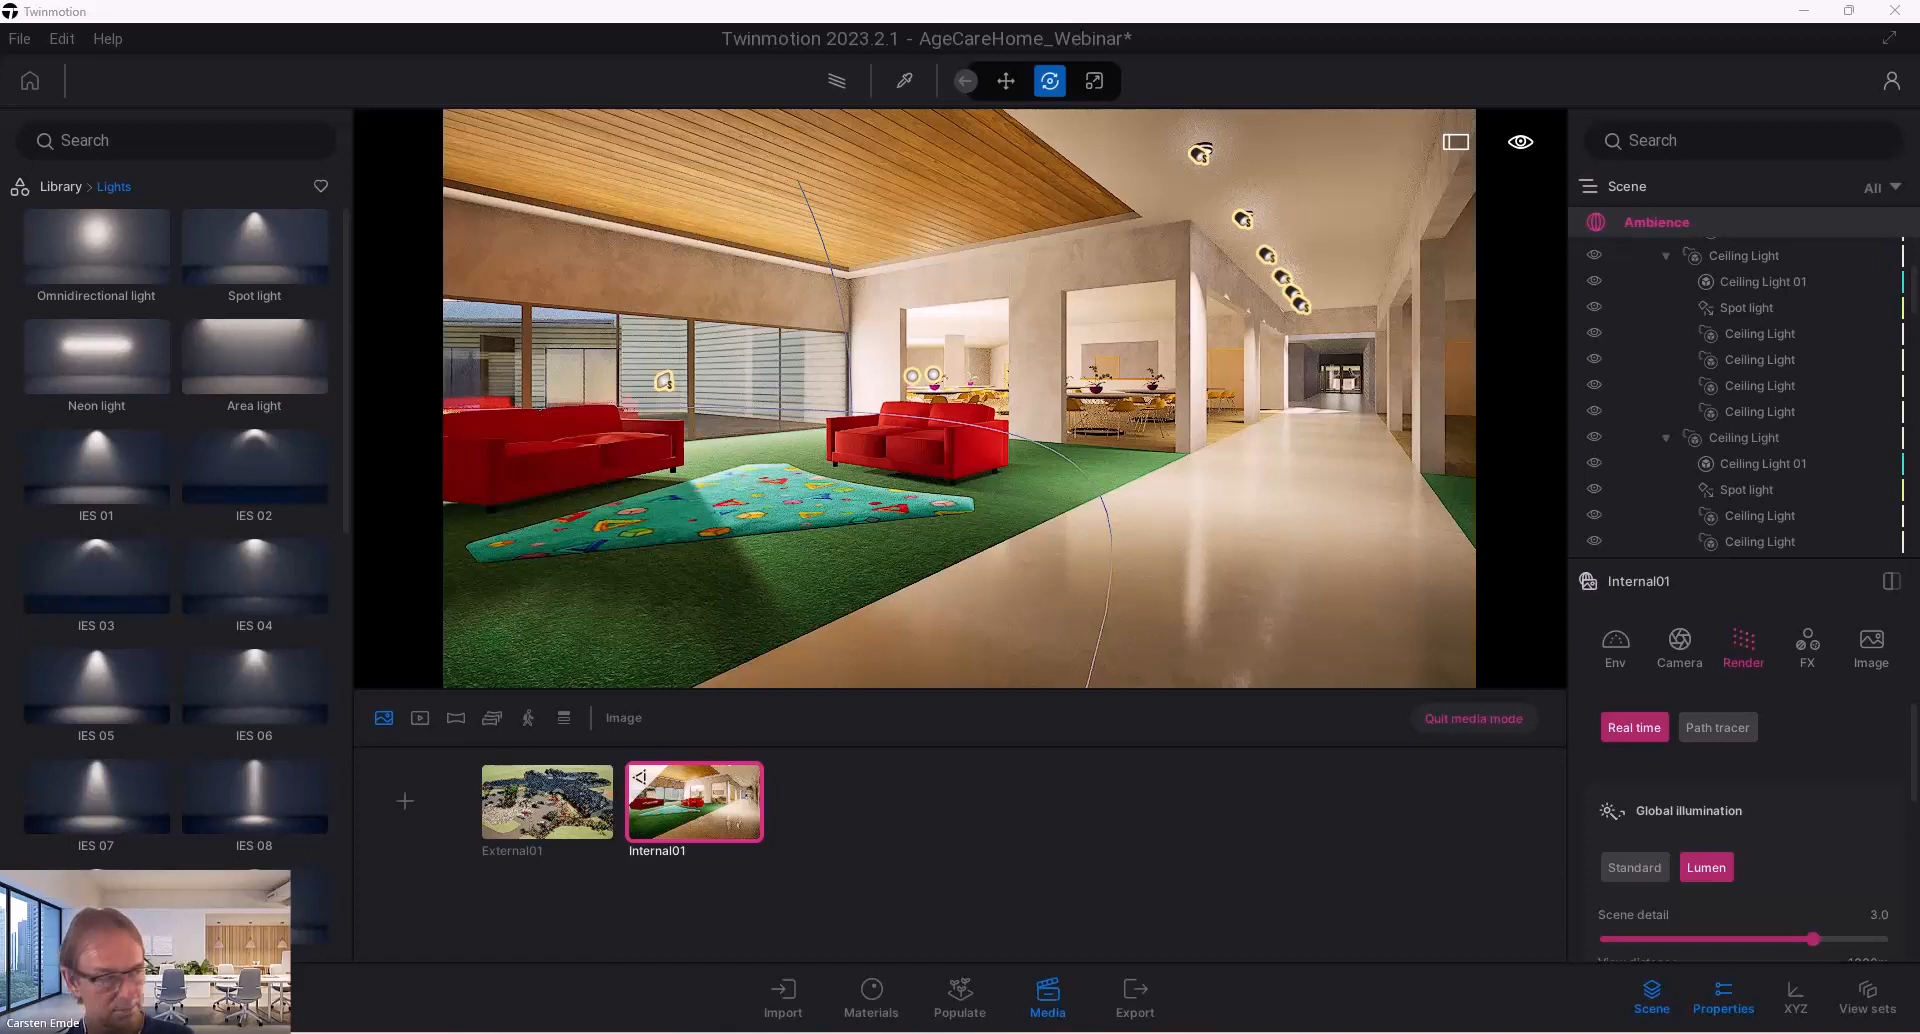 Twinmotion
File Edit Help
Twinmotion 2023.2.1 - AgeCareHome_Webinar*
Search
Library > Lights
Omnidirectional light
Spot light
Neon light
Area light
IES 01
IES 02
IES 03
IES 04
IES 05
IES 06
IES 07
IES 08
Carsten Emde
Image
Quit media mode
External01
Internal01
Import
Materials
Populate
Media
Export
Search
Scene
All
Ambience
Ceiling Light
Ceiling Light 01
Spot light
Ceiling Light
Ceiling Light
Ceiling Light
Ceiling Light
Ceiling Light
Ceiling Light 01
Spot light
Ceiling Light
Ceiling Light
Internal01
Env
Camera
Render
FX
Image
Real time
Path tracer
Global illumination
Standard
Lumen
Scene detail 3.0
Scene
Properties
XYZ
View sets